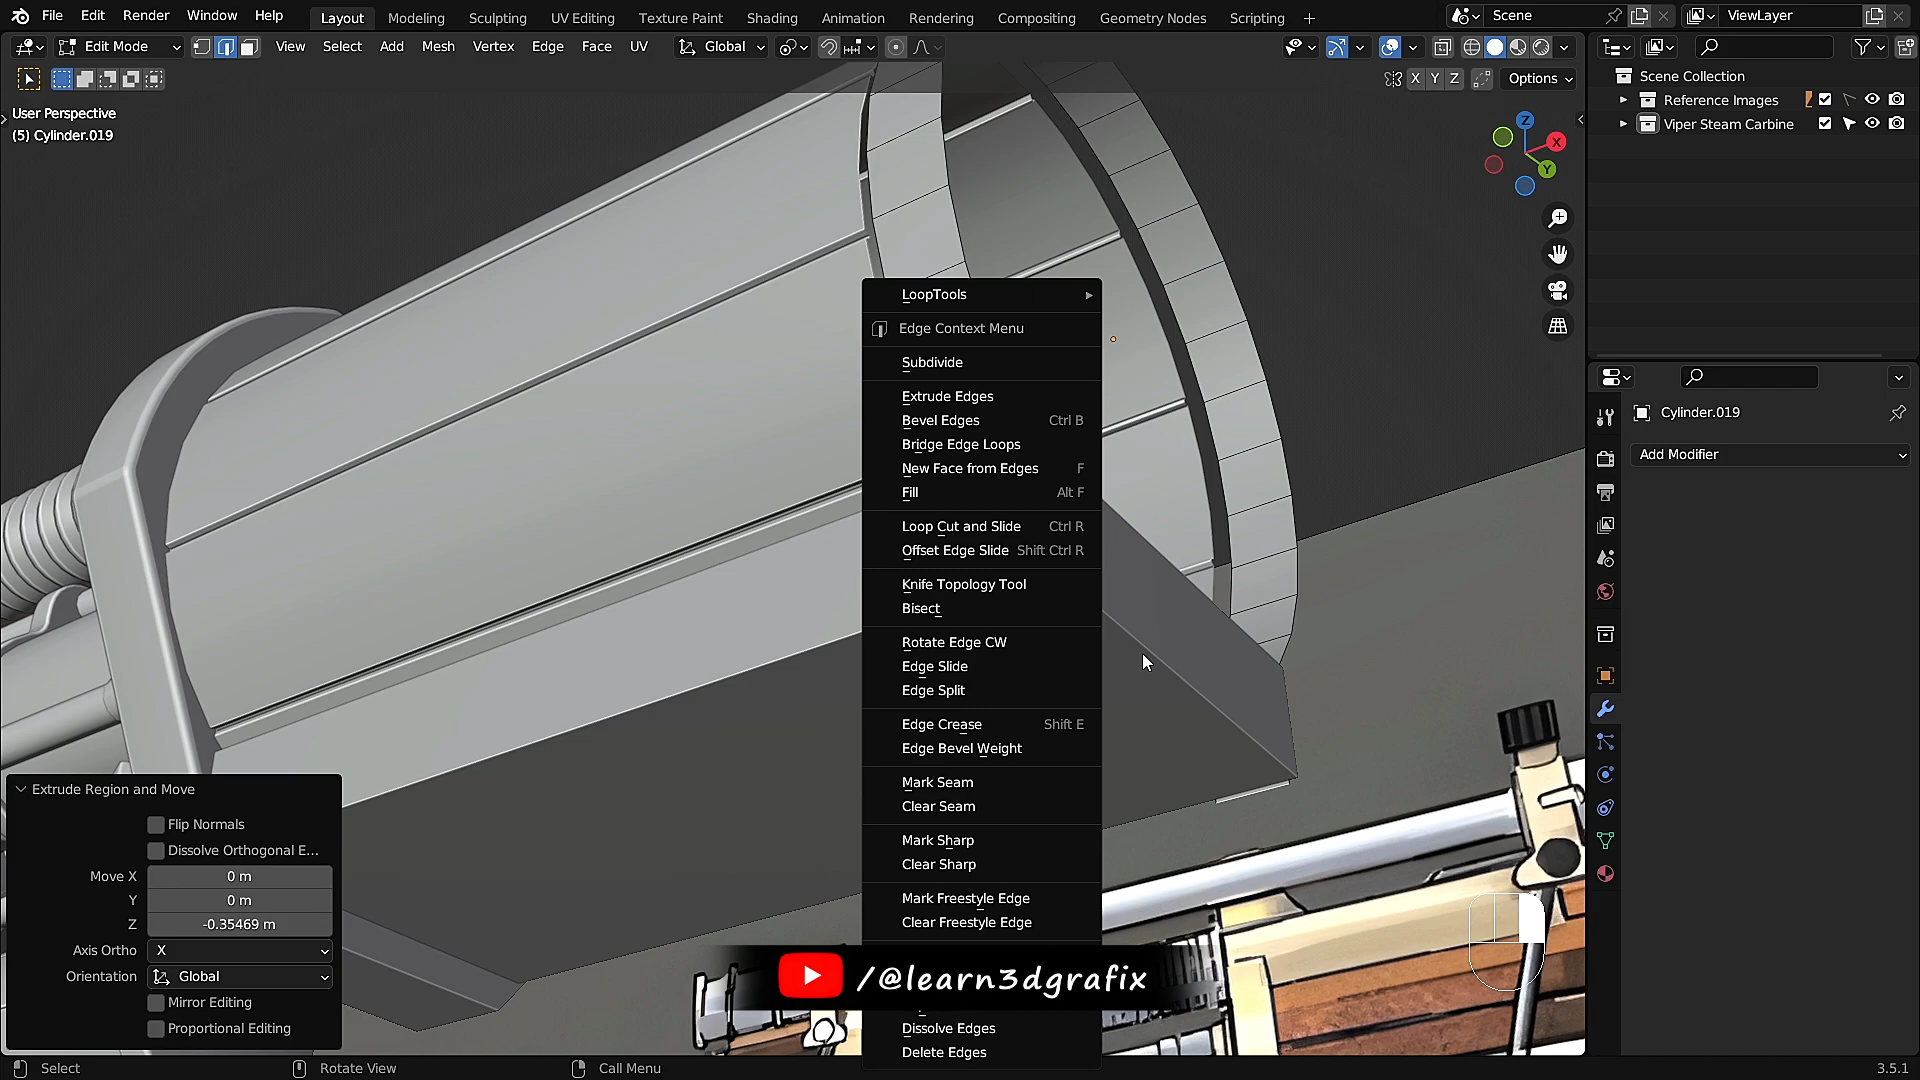 File Edit Render Window Help Layout Modeling Sculpting UV Editing Texture Paint Shading Animation Rendering Compositing Geometry Nodes Scripting + Scene ViewLayer
Edit Mode View Select Add Mesh Vertex Edge Face UV Global
X Y Z Options
User Perspective
(5) Cylinder.019
Z
X
Y
Scene Collection
Reference Images
Viper Steam Carbine
Cylinder.019
Add Modifier
LoopTools
Edge Context Menu
Subdivide
Extrude Edges
Bevel Edges Ctrl B
Bridge Edge Loops
New Face from Edges F
Fill Alt F
Loop Cut and Slide Ctrl R
Offset Edge Slide Shift Ctrl R
Knife Topology Tool
Bisect
Rotate Edge CW
Edge Slide
Edge Split
Edge Crease Shift E
Edge Bevel Weight
Mark Seam
Clear Seam
Mark Sharp
Clear Sharp
Mark Freestyle Edge
Clear Freestyle Edge
Dissolve Edges
Delete Edges
Extrude Region and Move
Flip Normals
Dissolve Orthogonal E...
Move X 0 m
Y 0 m
Z -0.35469 m
Axis Ortho X
Orientation Global
Mirror Editing
Proportional Editing
/@learn3dgrafix
Select Rotate View Call Menu 3.5.1